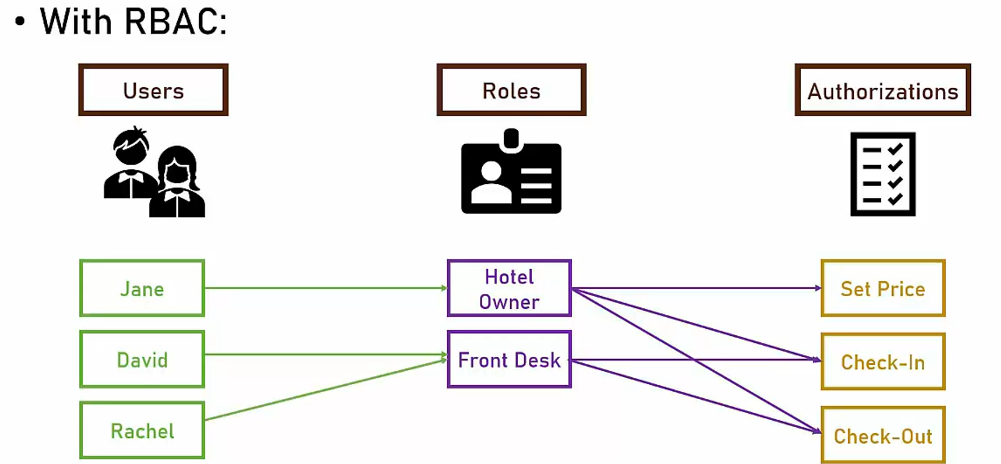 • With RBAC:
Users
Roles
Authorizations
Jane
Hotel
Owner
Set Price
David
Front Desk
Check-In
Rachel
Check-Out